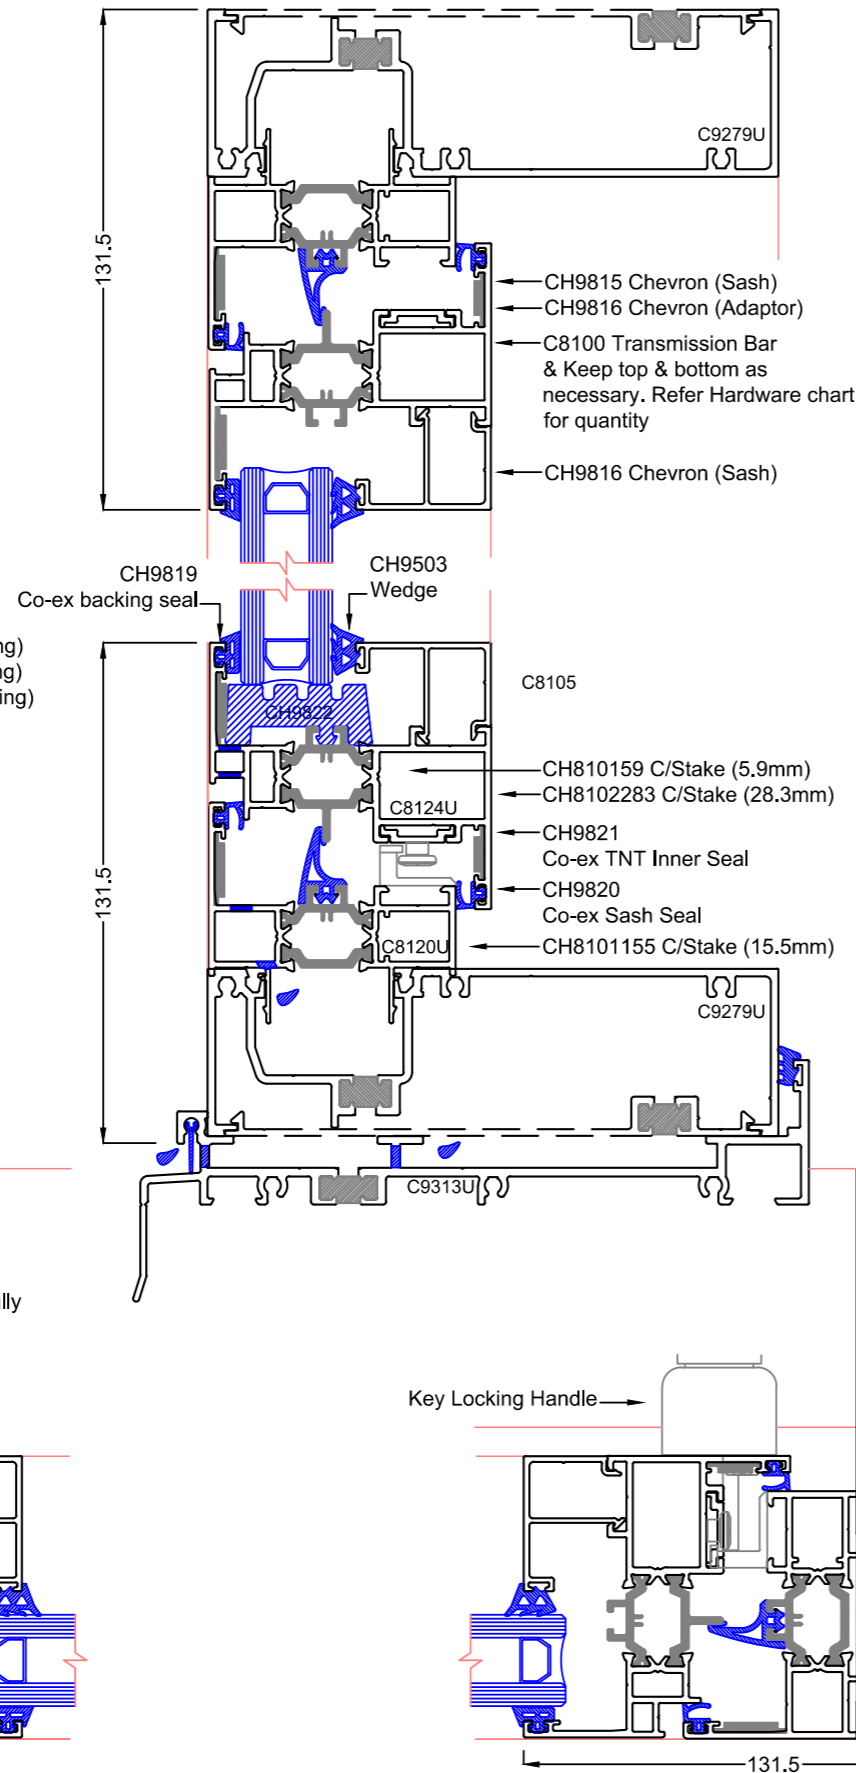 C9279U
131.5
CH9815 Chevron (Sash)
CH9816 Chevron (Adaptor)
C8100 Transmission Bar
& Keep top & bottom as
necessary. Refer Hardware chart
for quantity
CH9816 Chevron (Sash)
CH9819
Co-ex backing seal
CH9503
Wedge
ng)
ng)
ing)
C8105
CH9822
CH810159 C/Stake (5.9mm)
CH8102283 C/Stake (28.3mm)
C8124U
CH9821
Co-ex TNT Inner Seal
CH9820
Co-ex Sash Seal
131.5
C8120U
CH8101155 C/Stake (15.5mm)
C9279U
C9313U
lly
Key Locking Handle
131.5